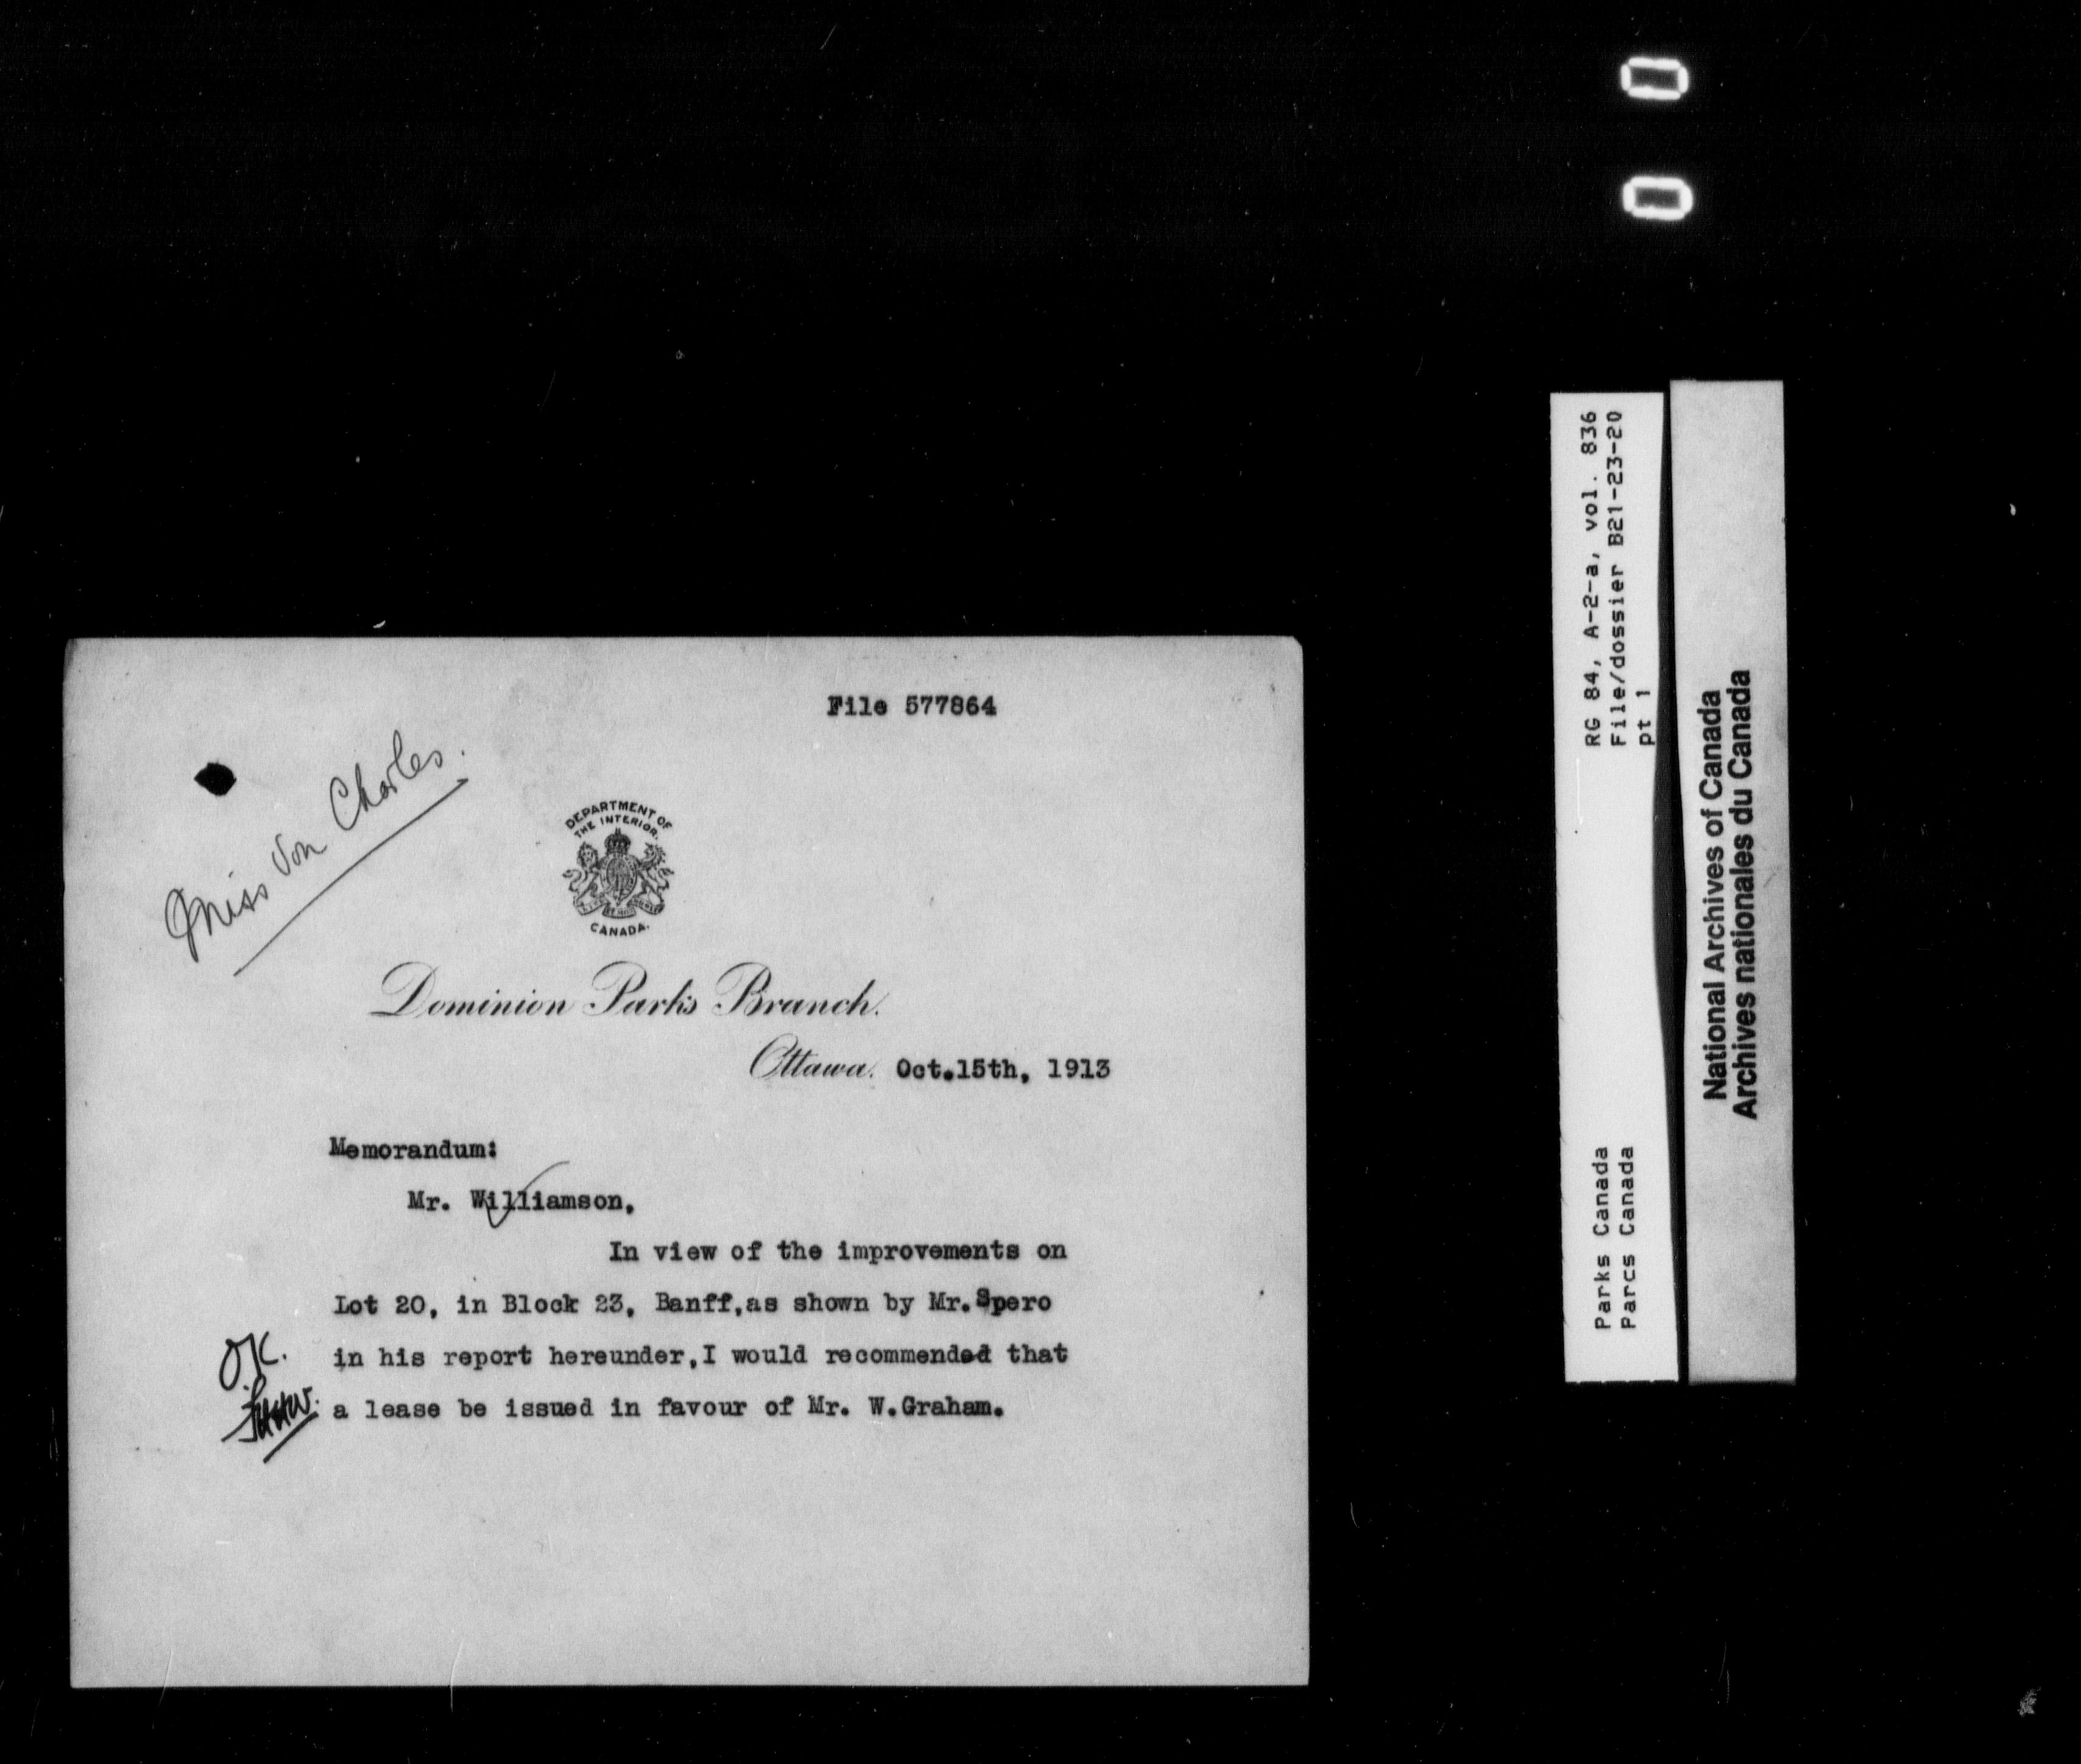 File 577864
Miss Von Charles.
DEPARTMENT OF
THE INTERIOR.
CANADA.
Dominion Parks Branch.
Ottawa. Oct.15th, 1913
Memorandum:
Mr. Williamson.
In view of the improvements on
Lot 20, in Block 23, Banff,as shown by Mr.Spero
in his report hereunder,I would recommended that
a lease be issued in favour of Mr. W.Graham.
O.K.
RG 84, A-2-a, vol. 836
File/dossier B21-23-20
pt 1
Parks Canada
Parcs Canada
National Archives of Canada
Archives nationales du Canada
0
0